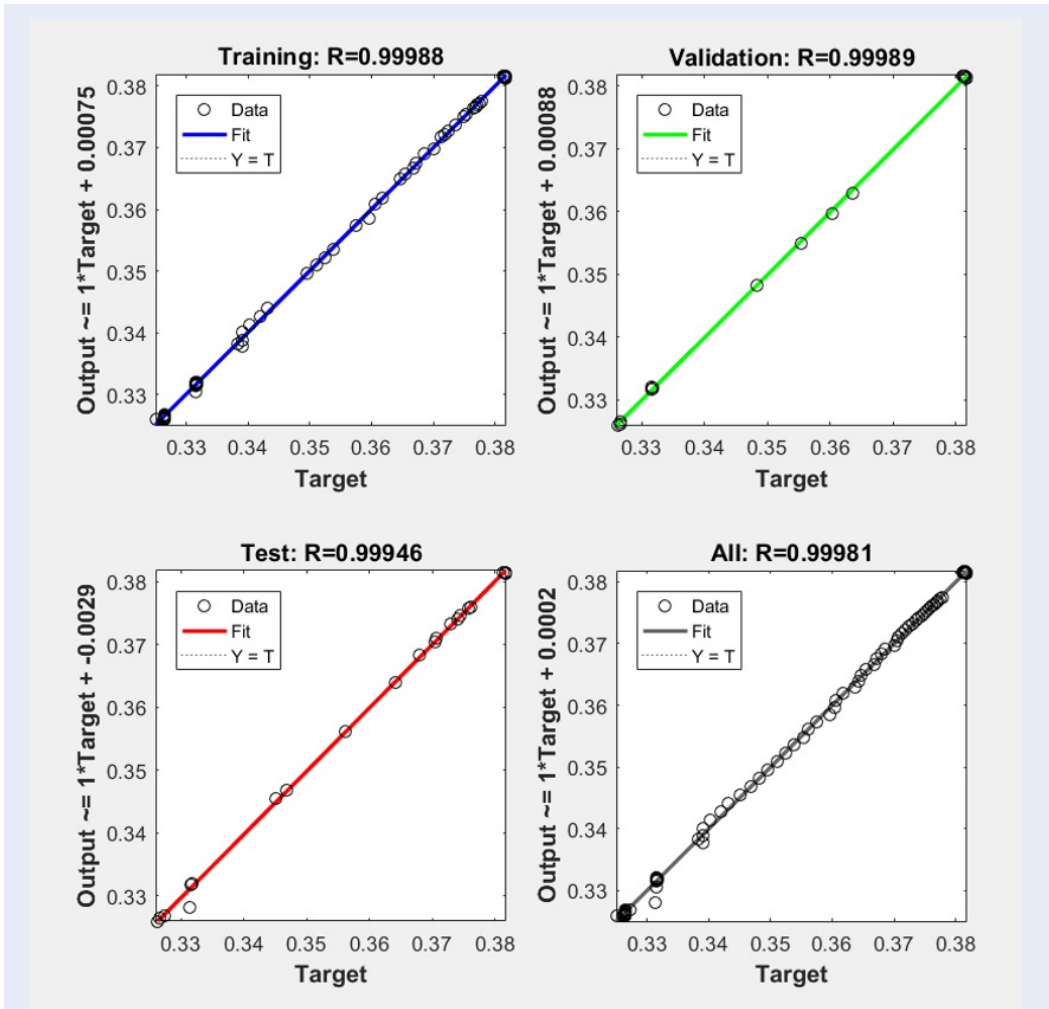 Training: R=0.99988
Output ~= 1*Target + 0.00075
0.38
0.37
0.36
0.35
0.34
0.33
Data
Fit
Y = T
0.33 0.34 0.35 0.36 0.37 0.38
Target
Validation: R=0.99989
Output ~= 1*Target + 0.00088
0.38
0.37
0.36
0.35
0.34
0.33
Data
Fit
Y = T
0.33 0.34 0.35 0.36 0.37 0.38
Target
Test: R=0.99946
Output ~= 1*Target + -0.0029
0.38
0.37
0.36
0.35
0.34
0.33
Data
Fit
Y = T
0.33 0.34 0.35 0.36 0.37 0.38
Target
All: R=0.99981
Output ~= 1*Target + 0.0002
0.38
0.37
0.36
0.35
0.34
0.33
Data
Fit
Y = T
0.33 0.34 0.35 0.36 0.37 0.38
Target